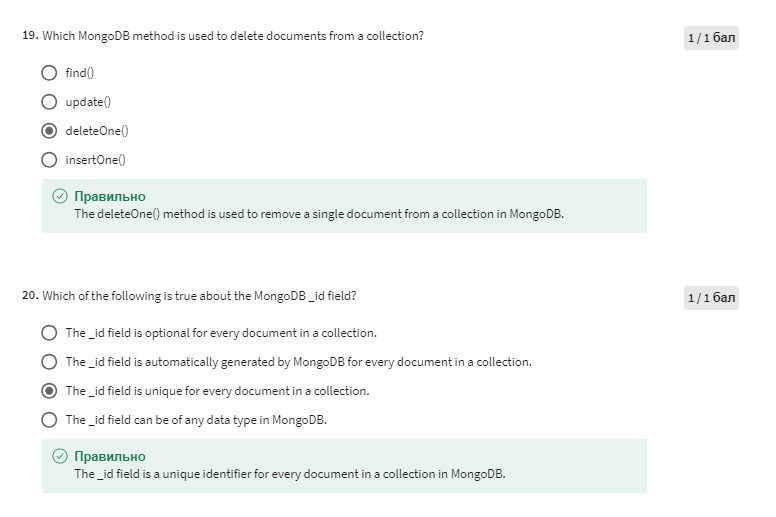 19. Which MongoDB method is used to delete documents from a collection?
1 / 1 бал
find()
update()
deleteOne()
insertOne()
Правильно
The deleteOne() method is used to remove a single document from a collection in MongoDB.
20. Which of the following is true about the MongoDB _id field?
1 / 1 бал
The _id field is optional for every document in a collection.
The _id field is automatically generated by MongoDB for every document in a collection.
The _id field is unique for every document in a collection.
The _id field can be of any data type in MongoDB.
Правильно
The _id field is a unique identifier for every document in a collection in MongoDB.